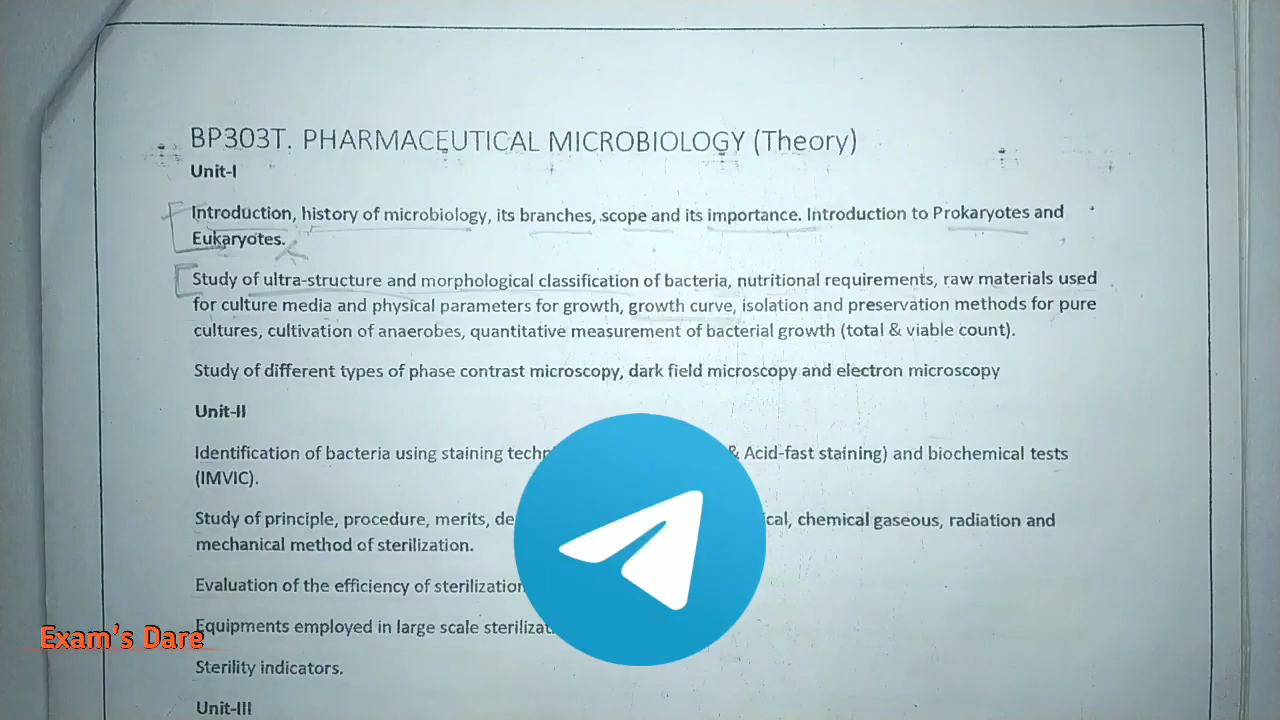 BP303T. PHARMACEUTICAL MICROBIOLOGY (Theory)
Unit-I
Introduction, history of microbiology, its branches, scope and its importance. Introduction to Prokaryotes and
Eukaryotes.
Study of ultra-structure and morphological classification of bacteria, nutritional requirements, raw materials used
for culture media and physical parameters for growth, growth curve, isolation and preservation methods for pure
cultures, cultivation of anaerobes, quantitative measurement of bacterial growth (total & viable count).
Study of different types of phase contrast microscopy, dark field microscopy and electron microscopy
Unit-II
Identification of bacteria using staining & Acid-fast staining) and biochemical tests
(IMVIC).
Study of principle, procedure, merits, chemical gaseous, radiation and
mechanical method of sterilization.
Evaluation of the efficiency of
Equipments employed in large scale
Exam's Dare
Sterility indicators.
Unit-III